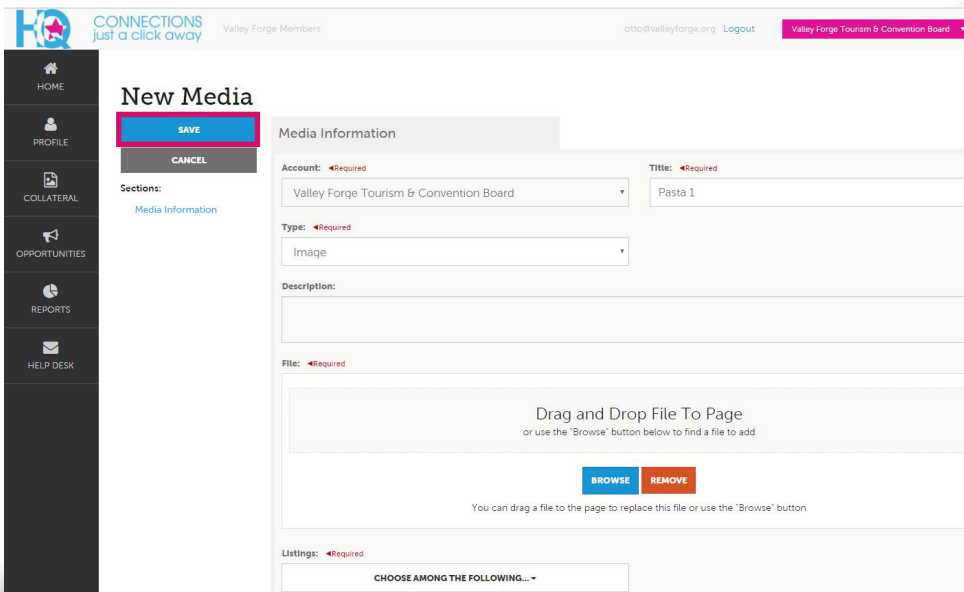 HQ
CONNECTIONS
just a click away
Valley Forge Members
otto@valleyforge.org Logout
Valley Forge Tourism & Convention Board
HOME
PROFILE
COLLATERAL
OPPORTUNITIES
REPORTS
HELP DESK
New Media
SAVE
CANCEL
Sections:
Media Information
Media Information
Account: ◄Required
Valley Forge Tourism & Convention Board
Title: ◄Required
Pasta 1
Type: ◄Required
Image
Description:
File: ◄Required
Drag and Drop File To Page
or use the "Browse" button below to find a file to add
BROWSE
REMOVE
You can drag a file to the page to replace this file or use the "Browse" button
Listings: ◄Required
CHOOSE AMONG THE FOLLOWING...